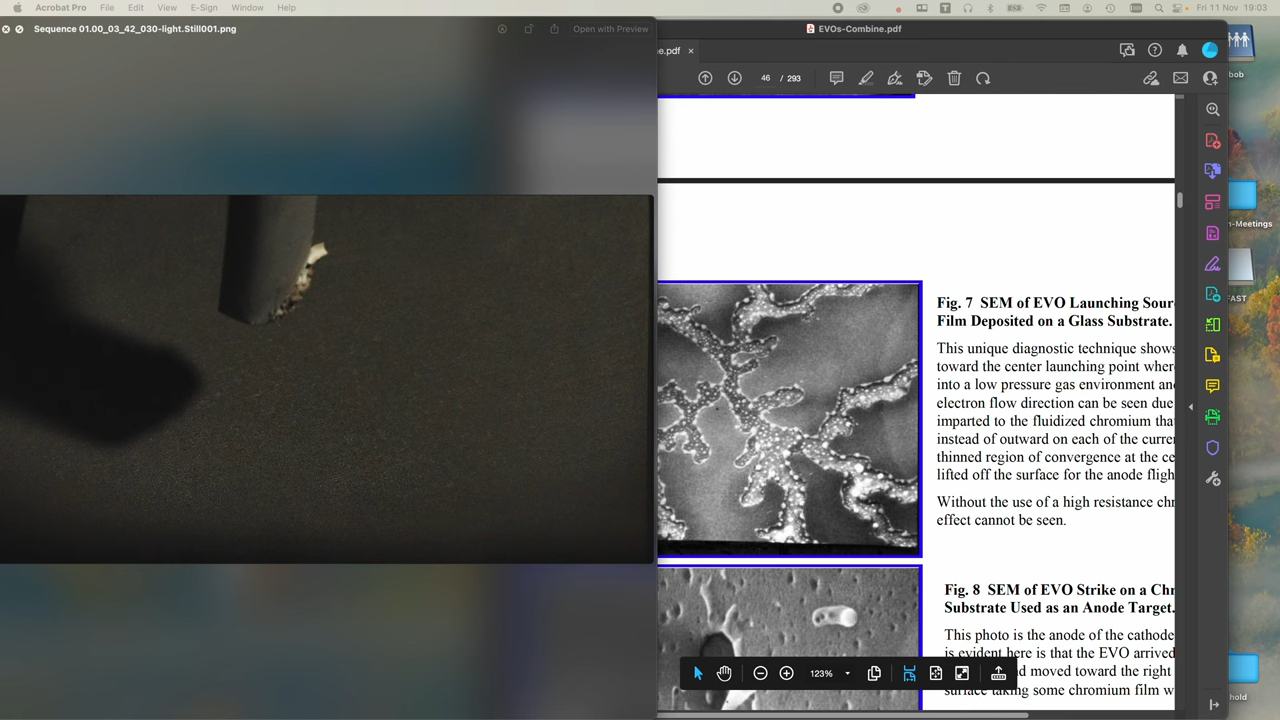 Acrobat Pro File Edit View E-Sign Window Help
Fri 11 Nov 19:03
Sequence 01.00_03_42_030-light.Still001.png
Open with Preview
EVOs-Combine.pdf
e.pdf ×
46 / 293
bob
-Meetings
FAST
hold
Fig. 7 SEM of EVO Launching Sour
Film Deposited on a Glass Substrate.
This unique diagnostic technique shows
toward the center launching point wher
into a low pressure gas environment an
electron flow direction can be seen due
imparted to the fluidized chromium tha
instead of outward on each of the curre
thinned region of convergence at the ce
lifted off the surface for the anode fligh
Without the use of a high resistance chr
effect cannot be seen.
Fig. 8 SEM of EVO Strike on a Chr
Substrate Used as an Anode Target.
This photo is the anode of the cathode
is evident here is that the EVO arrived
d moved toward the right
surface taking some chromium film w
123%